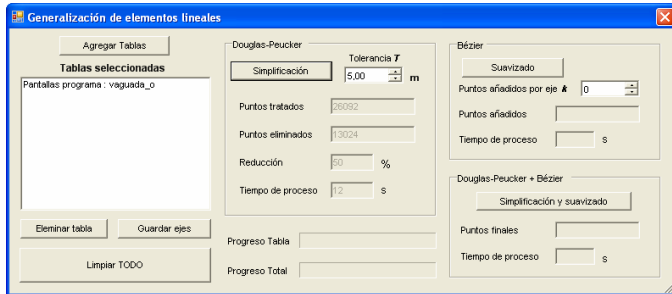 Generalización de elementos lineales
Agregar Tablas
Tablas seleccionadas
Pantallas programa : vaguada_o
Eleminar tabla
Guardar ejes
Limpiar TODO
Douglas-Peucker
Simplificación
Tolerancia T
5,00 m
Puntos tratados 26092
Puntos eliminados 13024
Reducción 50 %
Tiempo de proceso 12 s
Progreso Tabla
Progreso Total
Bézier
Suavizado
Puntos añadidos por eje k 0
Puntos añadidos
Tiempo de proceso s
Douglas-Peucker + Bézier
Simplificación y suavizado
Puntos finales
Tiempo de proceso s